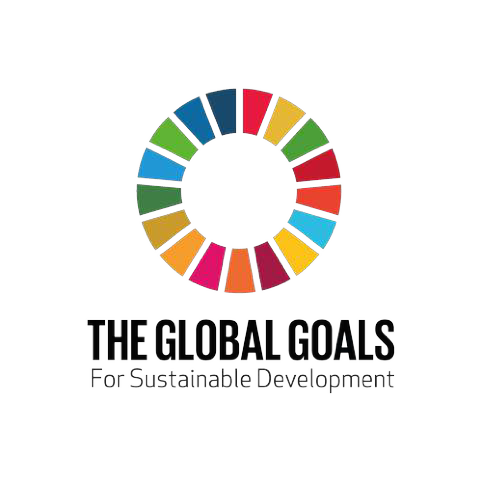 THE GLOBAL GOALS
For Sustainable Development